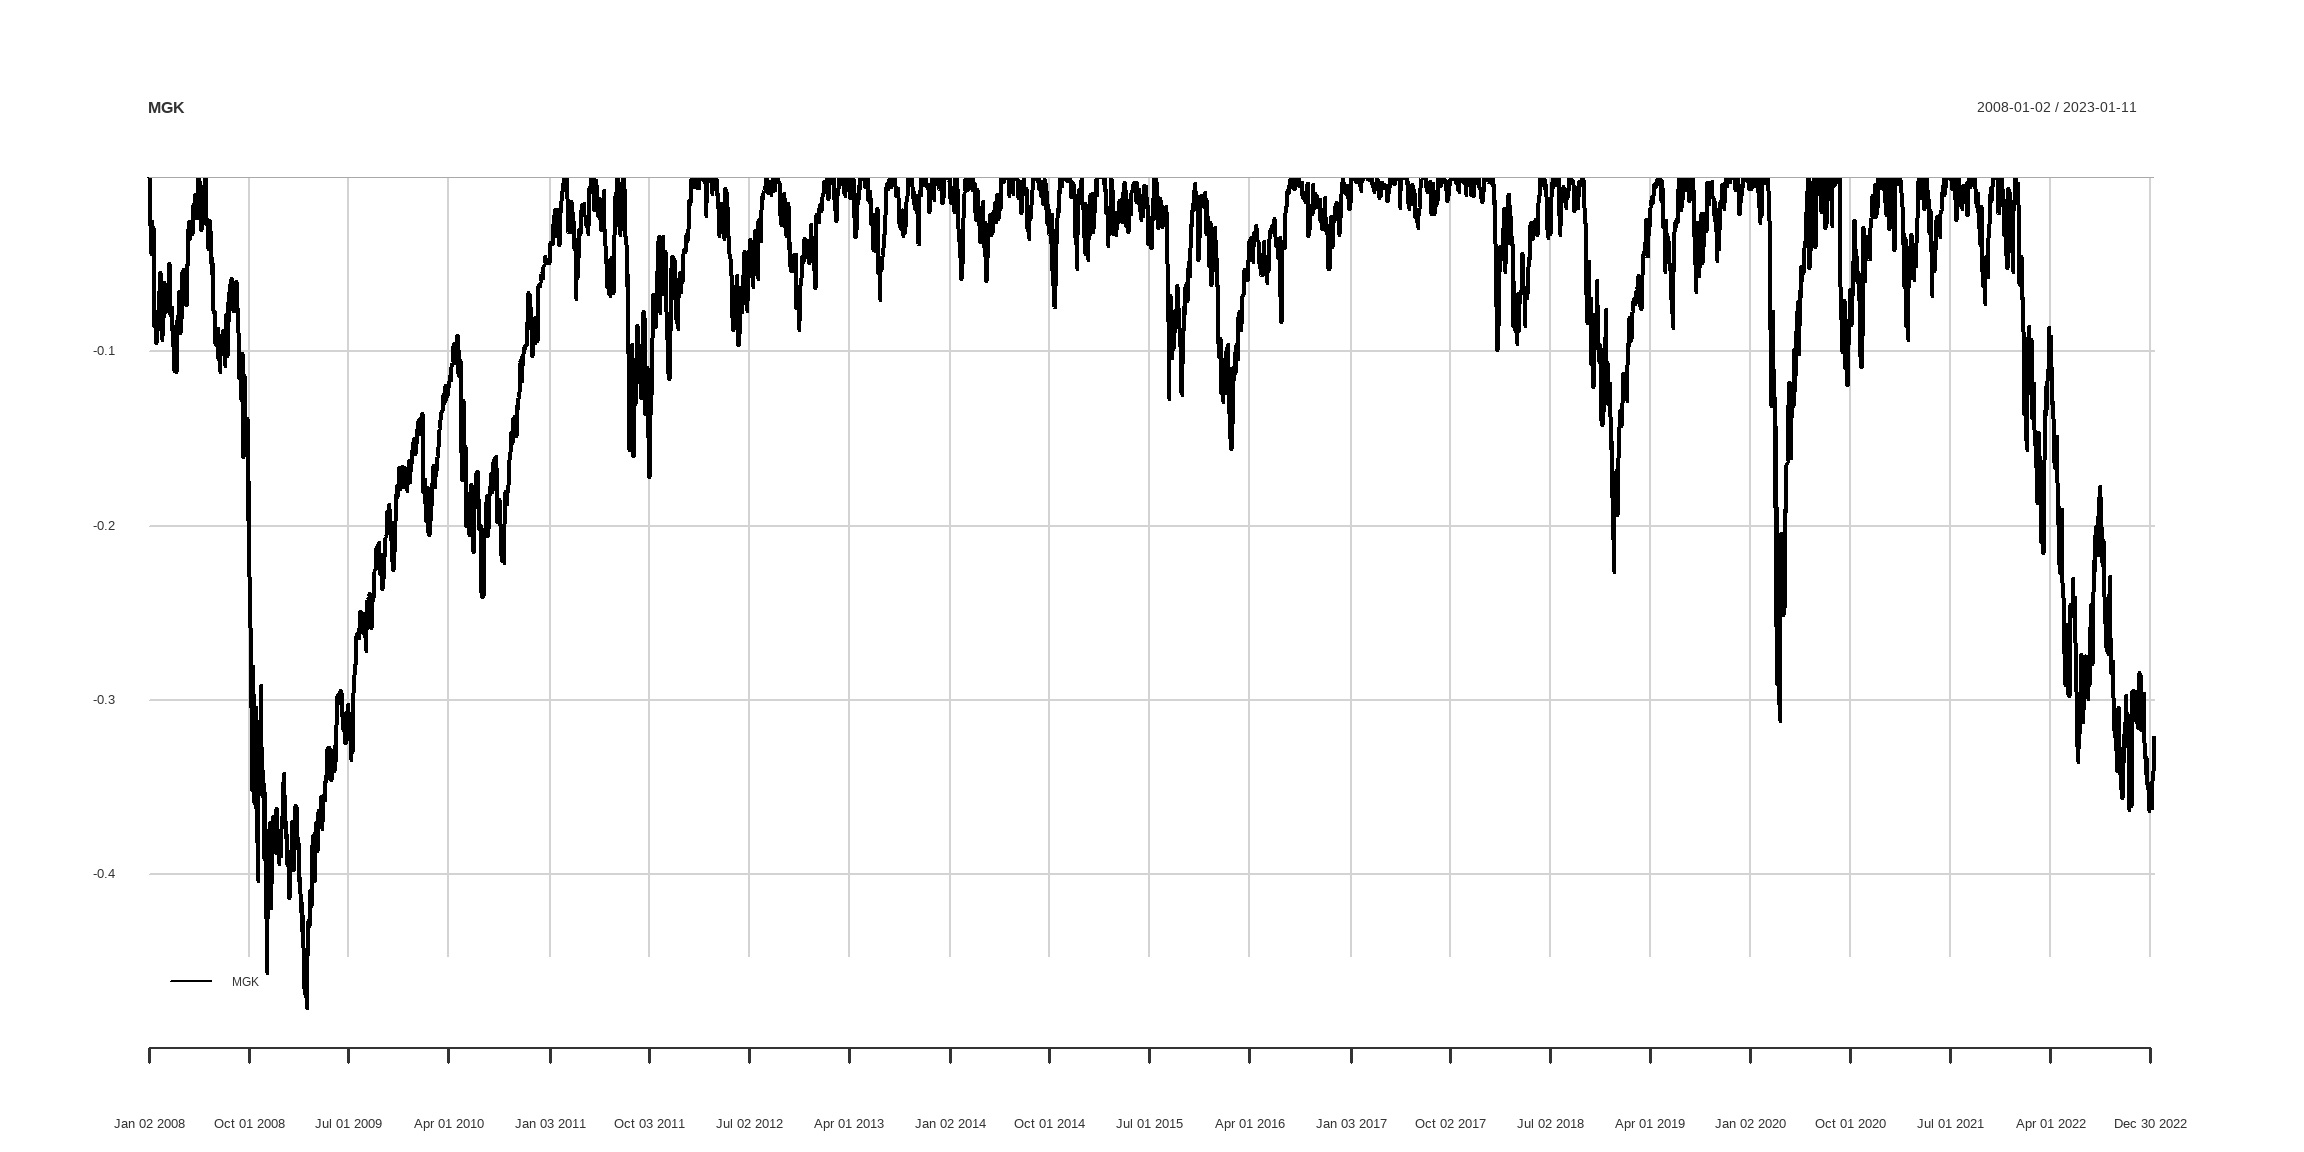 MGK
2008-01-02 / 2023-01-11
-0.1
-0.2
-0.3
-0.4
MGK
Jan 02 2008 Oct 01 2008 Jul 01 2009 Apr 01 2010 Jan 03 2011 Oct 03 2011 Jul 02 2012 Apr 01 2013 Jan 02 2014 Oct 01 2014 Jul 01 2015 Apr 01 2016 Jan 03 2017 Oct 02 2017 Jul 02 2018 Apr 01 2019 Jan 02 2020 Oct 01 2020 Jul 01 2021 Apr 01 2022 Dec 30 2022